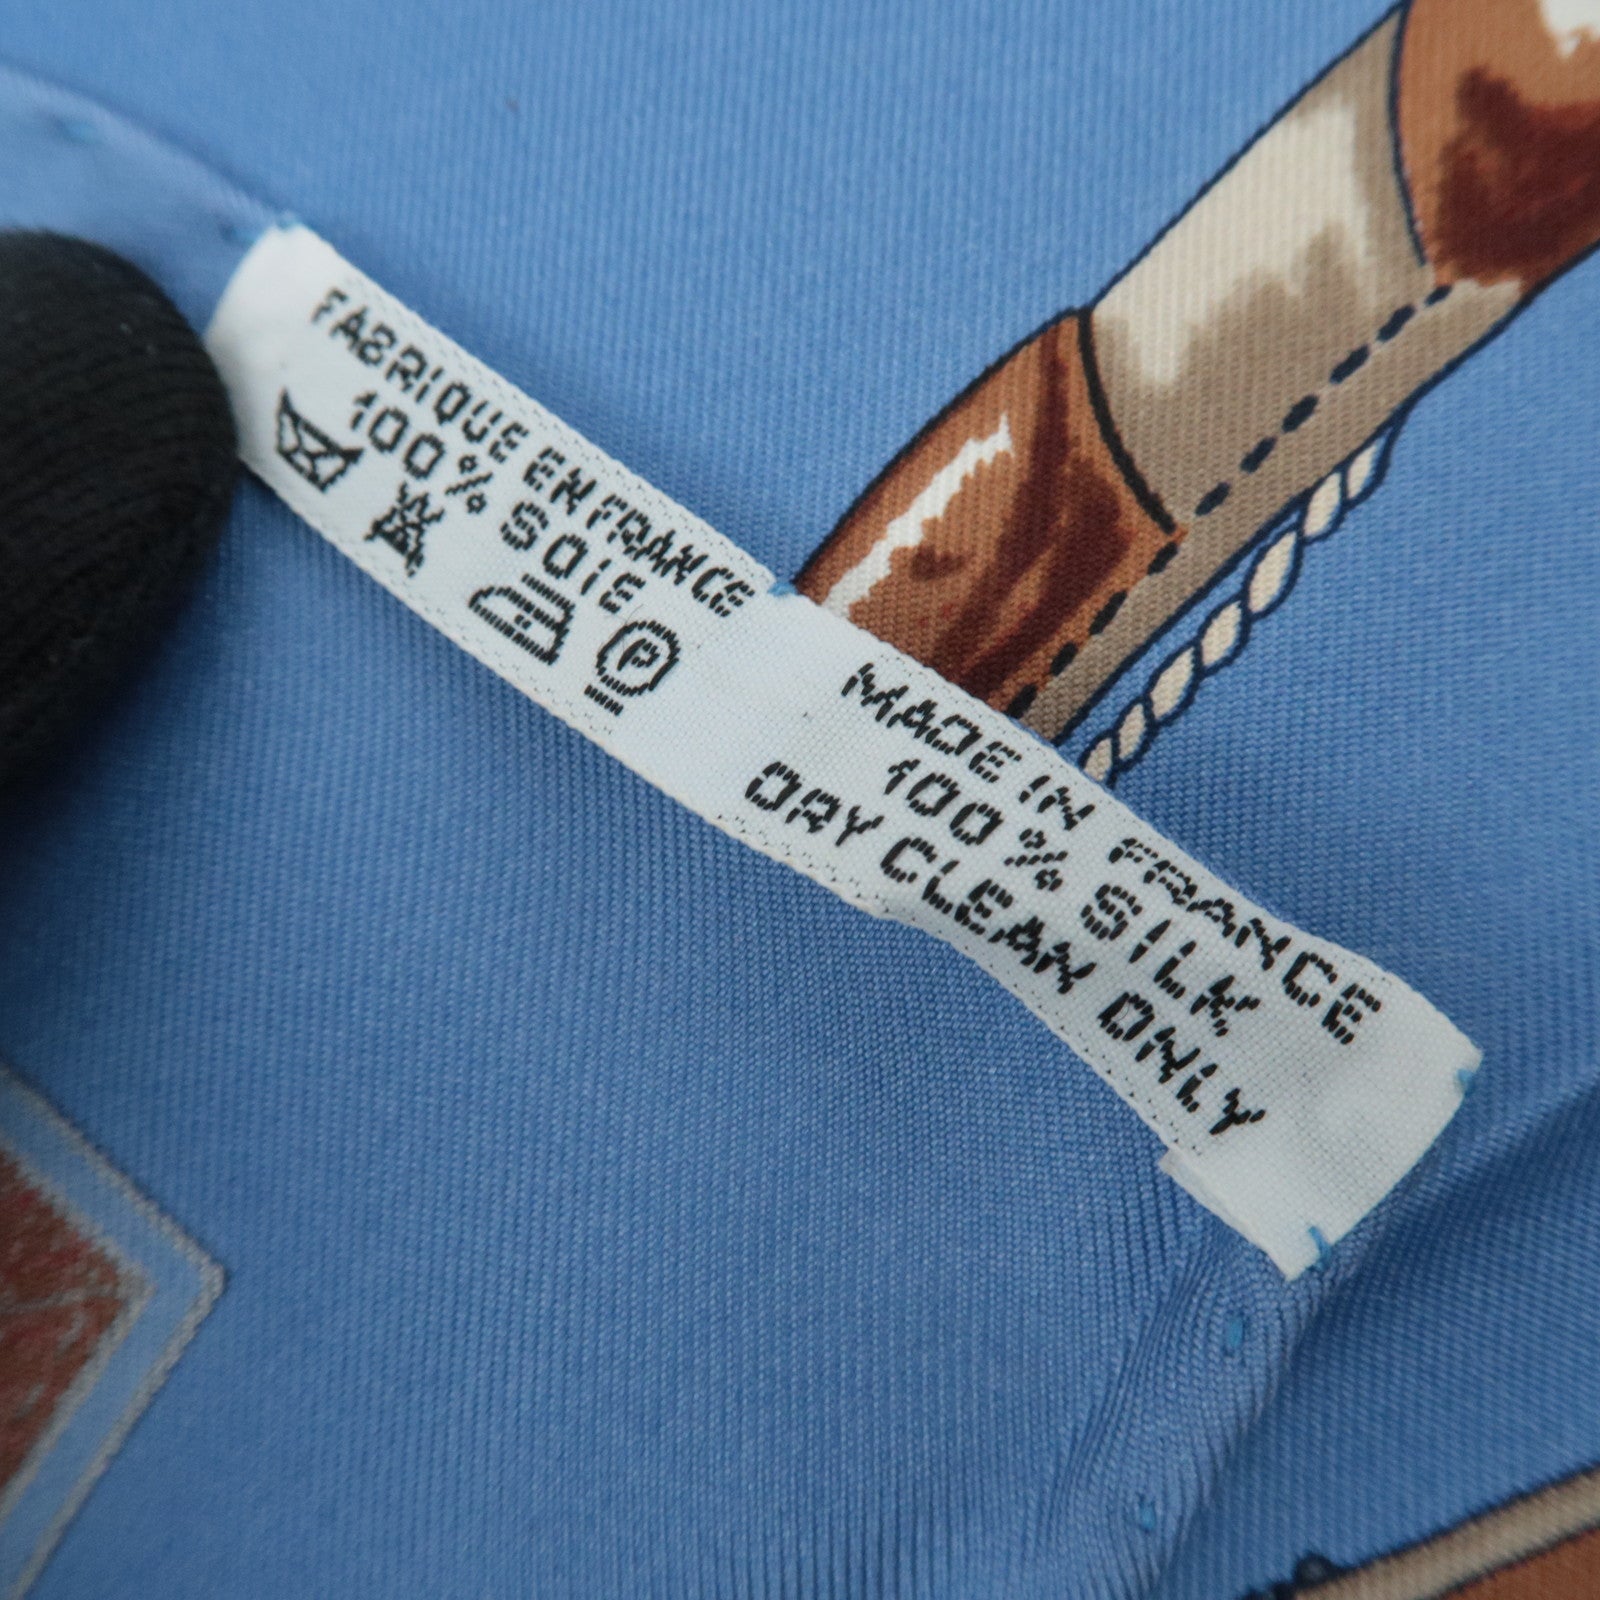 FABRIQUE EN FRANCE
100% SOIE
P
MADE IN FRANCE
100% SILK
DRY CLEAN ONLY